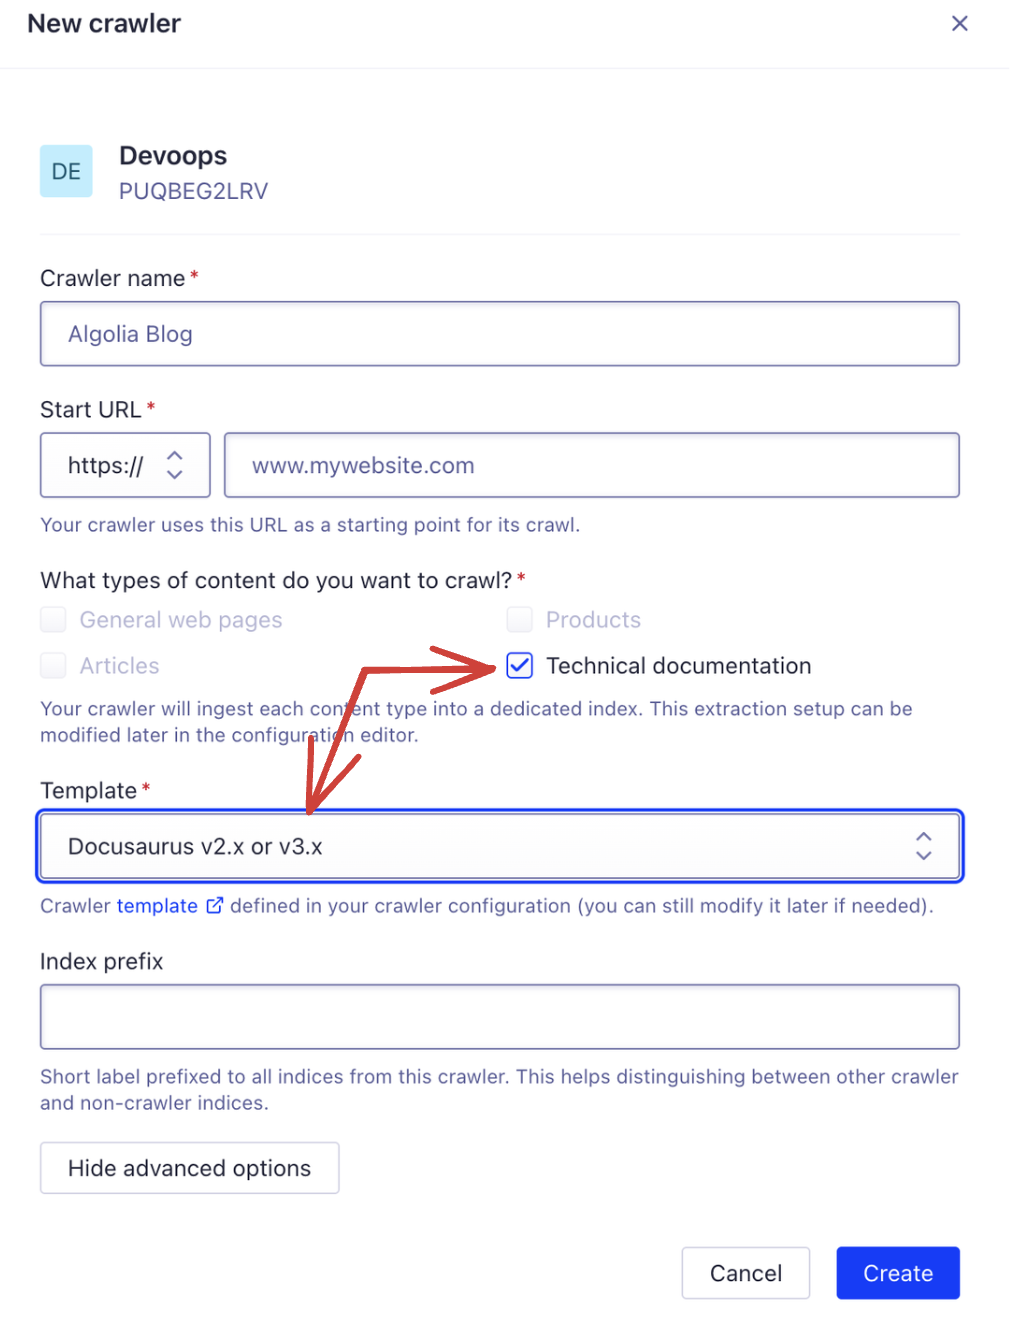 New crawler
DE
Devoops
PUQBEG2LRV
Crawler name *
Algolia Blog
Start URL *
https://
www.mywebsite.com
Your crawler uses this URL as a starting point for its crawl.
What types of content do you want to crawl? *
General web pages
Products
Articles
Technical documentation
Your crawler will ingest each content type into a dedicated index. This extraction setup can be
modified later in the configuration editor.
Template *
Docusaurus v2.x or v3.x
Crawler template defined in your crawler configuration (you can still modify it later if needed).
Index prefix
Short label prefixed to all indices from this crawler. This helps distinguishing between other crawler
and non-crawler indices.
Hide advanced options
Cancel
Create